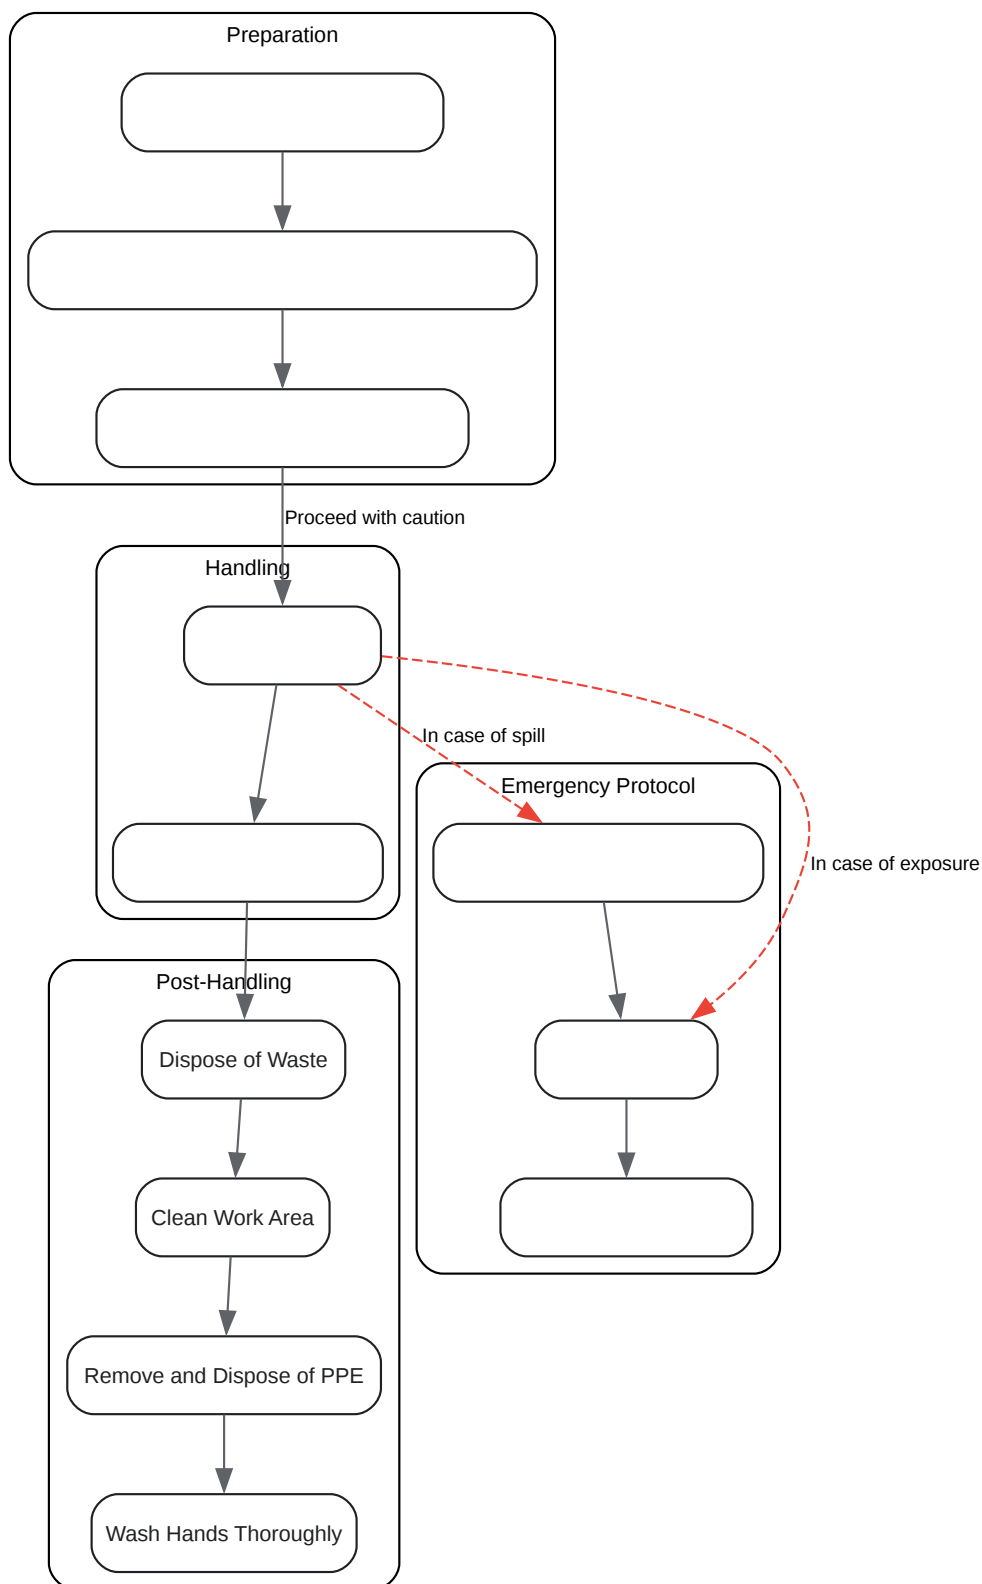 Preparation
Proceed with caution
Handling
In case of spill
Emergency Protocol
In case of exposure
Post-Handling
Dispose of Waste
Clean Work Area
Remove and Dispose of PPE
Wash Hands Thoroughly